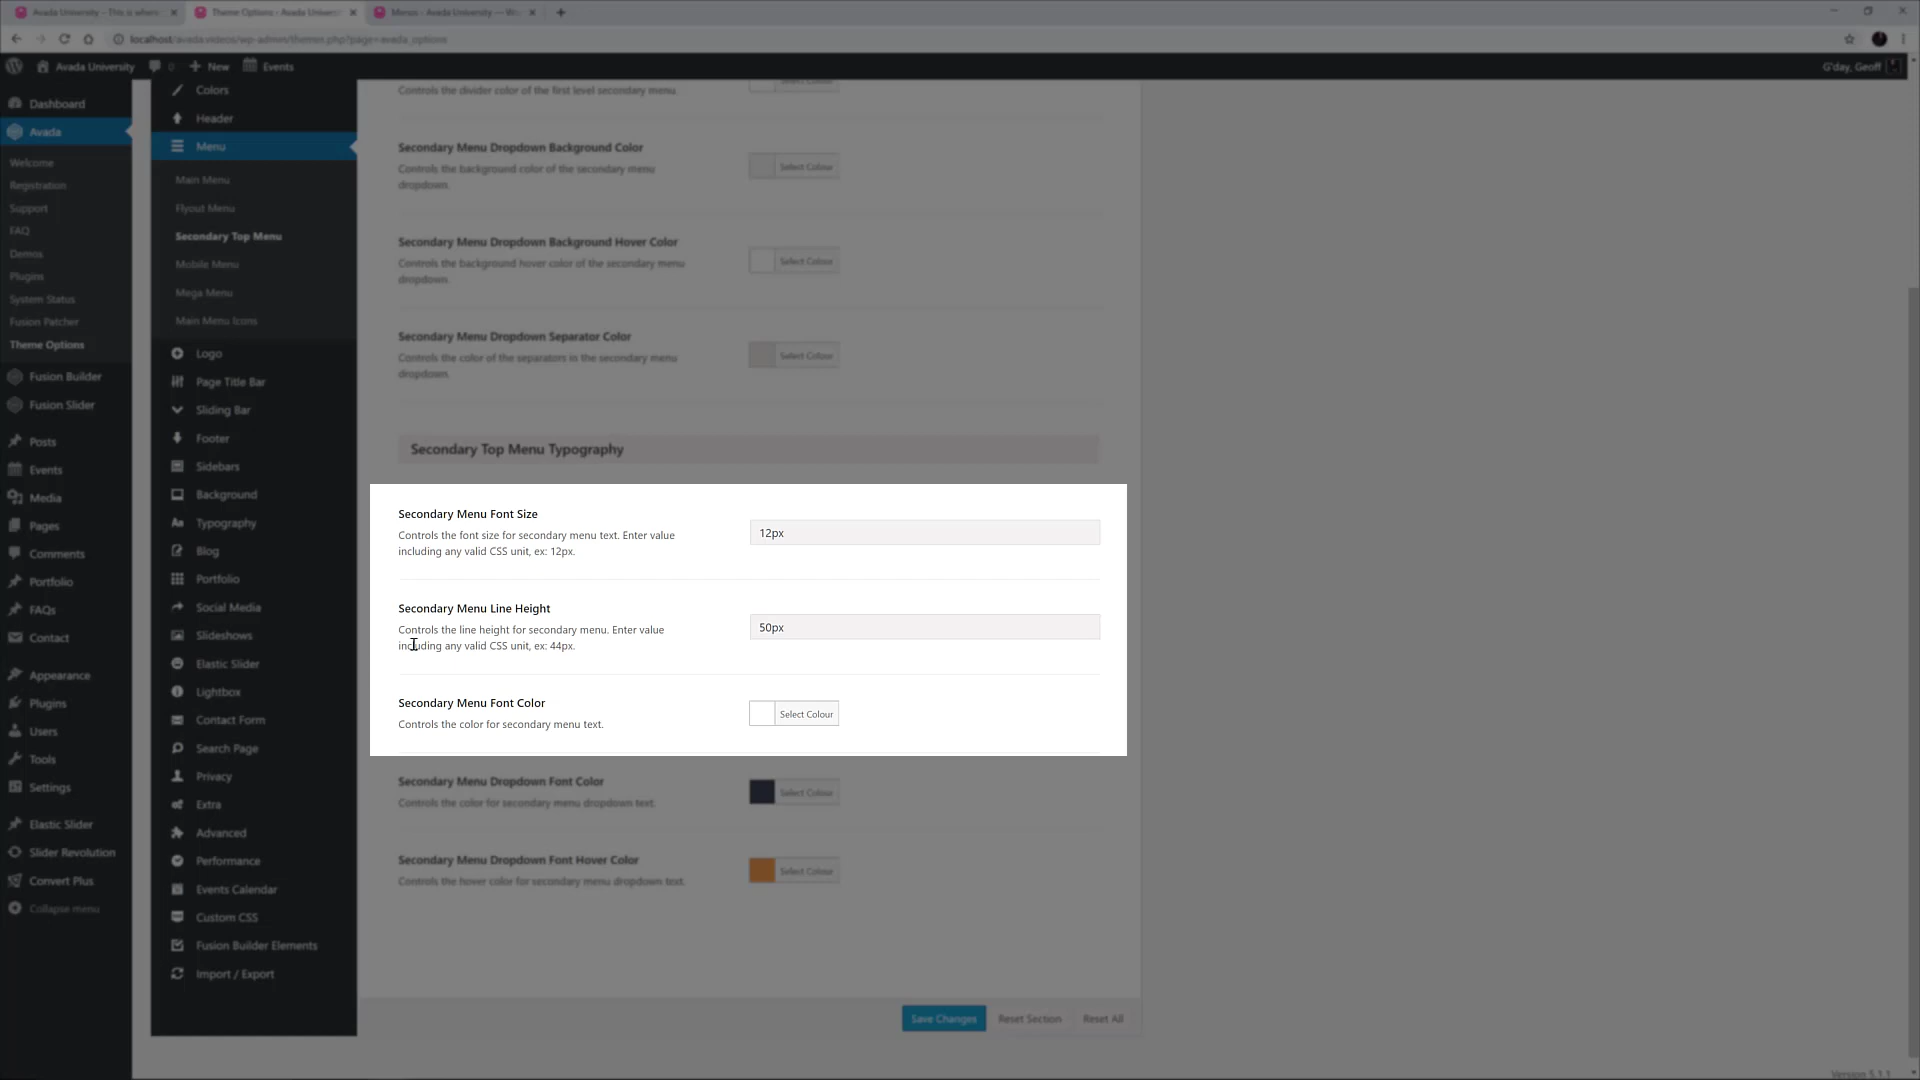 Avada University – This is where
Theme Options - Avada Universi
Menos - Avada University — W
localhost/avada.videos/wp-admin/themes.php?page=avada_options
Avada University
0
New
Events
G'day, Geoff
Dashboard
Avada
Welcome
Registration
Support
FAQ
Demos
Plugins
System Status
Fusion Patcher
Theme Options
Fusion Builder
Fusion Slider
Posts
Events
Media
Pages
Comments
Portfolio
FAQs
Contact
Appearance
Plugins
Users
Tools
Settings
Elastic Slider
Slider Revolution
Convert Plus
Collapse menu
Colors
Header
Menu
Main Menu
Flyout Menu
Secondary Top Menu
Mobile Menu
Mega Menu
Main Menu Icons
Logo
Page Title Bar
Sliding Bar
Footer
Sidebars
Background
Typography
Blog
Portfolio
Social Media
Slideshows
Elastic Slider
Lightbox
Contact Form
Search Page
Privacy
Extra
Advanced
Performance
Events Calendar
Custom CSS
Fusion Builder Elements
Import / Export
Controls the divider color of the first level secondary menu.
Secondary Menu Dropdown Background Color
Controls the background color of the secondary menu
dropdown.
Select Colour
Secondary Menu Dropdown Background Hover Color
Controls the background hover color of the secondary menu
dropdown.
Select Colour
Secondary Menu Dropdown Separator Color
Controls the color of the separators in the secondary menu
dropdown.
Select Colour
Secondary Top Menu Typography
Secondary Menu Font Size
Controls the font size for secondary menu text. Enter value
including any valid CSS unit, ex: 12px.
12px
Secondary Menu Line Height
Controls the line height for secondary menu. Enter value
including any valid CSS unit, ex: 44px.
50px
Secondary Menu Font Color
Controls the color for secondary menu text.
Select Colour
Secondary Menu Dropdown Font Color
Controls the color for secondary menu dropdown text.
Select Colour
Secondary Menu Dropdown Font Hover Color
Controls the hover color for secondary menu dropdown text.
Select Colour
Save Changes
Reset Section
Reset All
Version 5.1.1